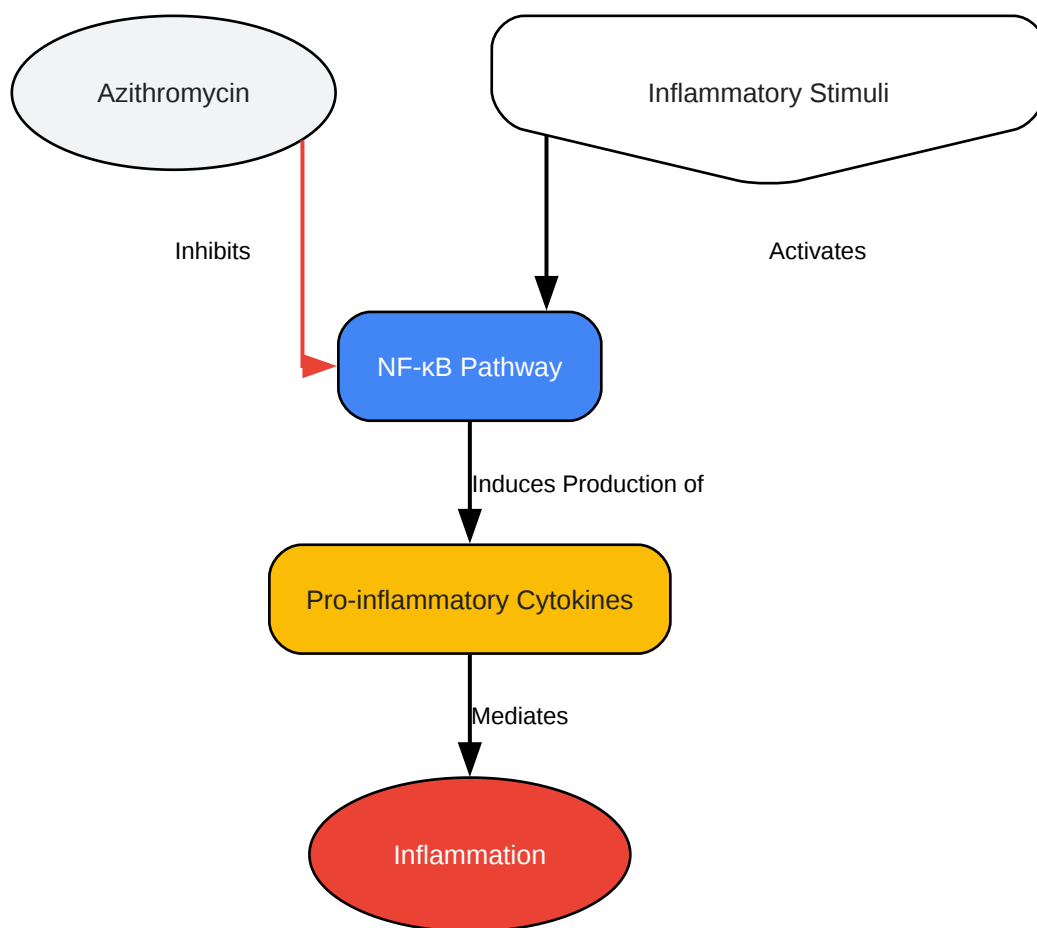 Azithromycin
Inflammatory Stimuli
Inhibits
Activates
NF-κB Pathway
Induces Production of
Pro-inflammatory Cytokines
Mediates
Inflammation